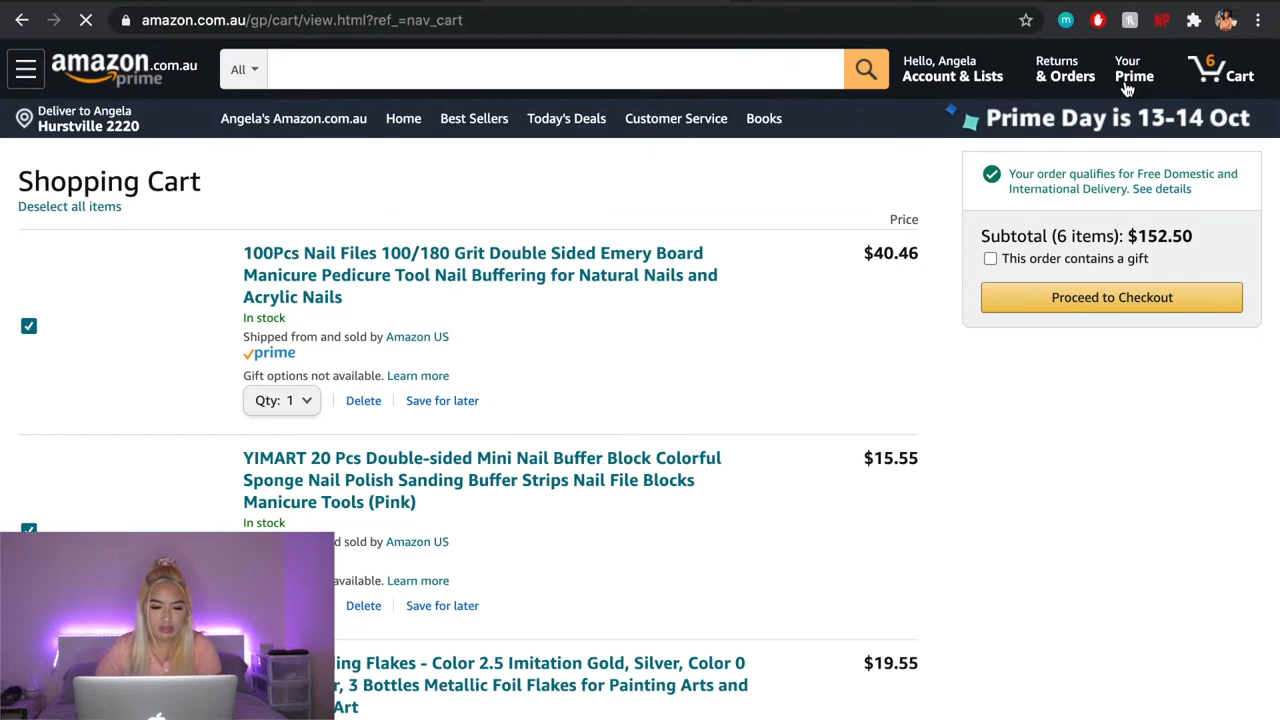 amazon.com.au/gp/cart/view.html?ref_=nav_cart
amazon.com.au
prime
All
Hello, Angela
Account & Lists
Returns
& Orders
Your
Prime
6
Cart
Deliver to Angela
Hurstville 2220
Angela's Amazon.com.au Home Best Sellers Today's Deals Customer Service Books
Prime Day is 13-14 Oct
Shopping Cart
Deselect all items
Price
100Pcs Nail Files 100/180 Grit Double Sided Emery Board
Manicure Pedicure Tool Nail Buffering for Natural Nails and
Acrylic Nails
$40.46
In stock
Shipped from and sold by Amazon US
prime
Gift options not available. Learn more
Qty: 1 Delete Save for later
YIMART 20 Pcs Double-sided Mini Nail Buffer Block Colorful
Sponge Nail Polish Sanding Buffer Strips Nail File Blocks
Manicure Tools (Pink)
$15.55
In stock
d sold by Amazon US
available. Learn more
Delete Save for later
ing Flakes - Color 2.5 Imitation Gold, Silver, Color 0
r, 3 Bottles Metallic Foil Flakes for Painting Arts and
Art
$19.55
Your order qualifies for Free Domestic and
International Delivery. See details
Subtotal (6 items): $152.50
This order contains a gift
Proceed to Checkout